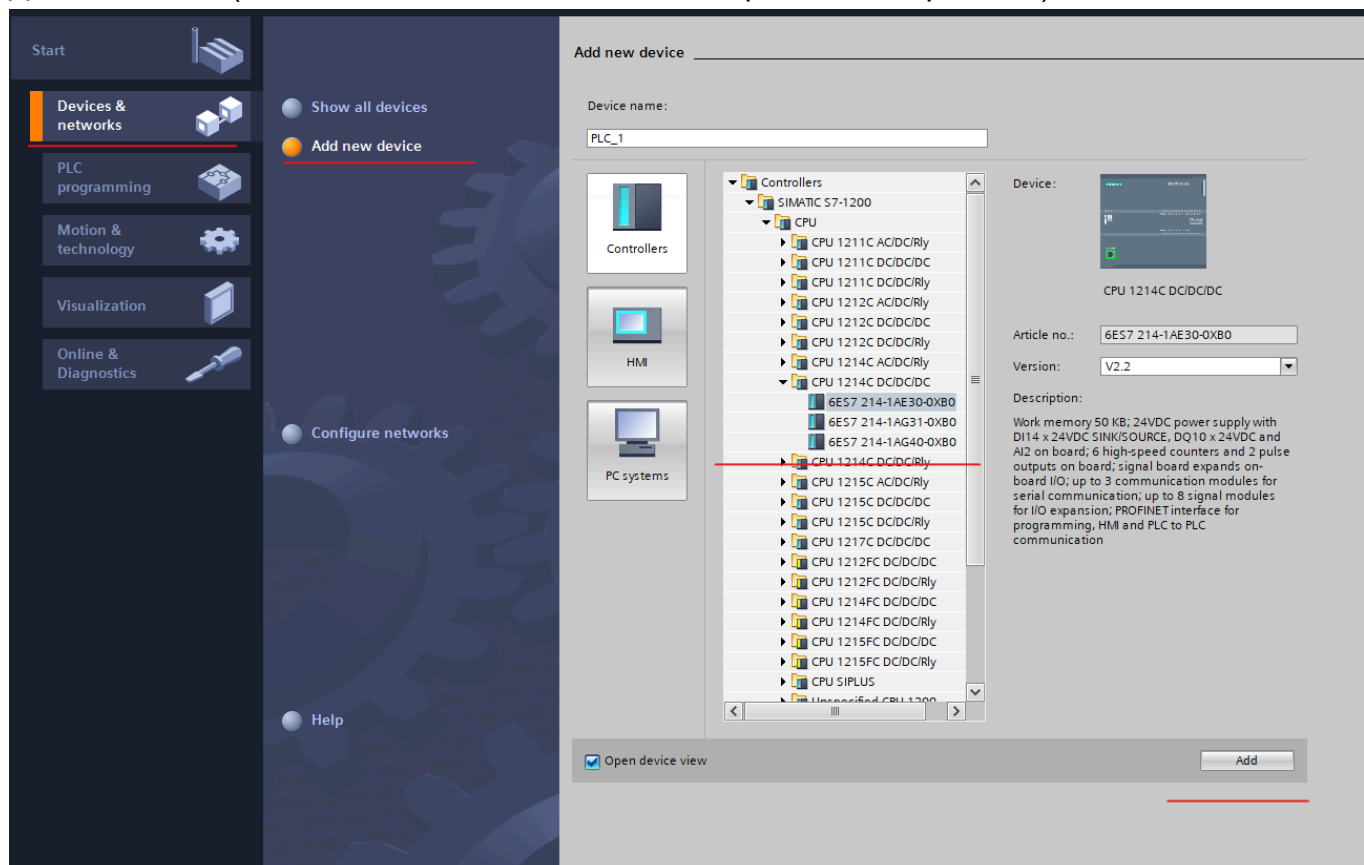 Start
Devices &
networks
PLC
programming
Motion &
technology
Visualization
Online &
Diagnostics
Show all devices
Add new device
Configure networks
Help
Add new device
Device name:
PLC_1
Controllers
HMI
PC systems
Controllers
SIMATIC S7-1200
CPU
CPU 1211C AC/DC/Rly
CPU 1211C DC/DC/DC
CPU 1211C DC/DC/Rly
CPU 1212C AC/DC/Rly
CPU 1212C DC/DC/DC
CPU 1212C DC/DC/Rly
CPU 1214C AC/DC/Rly
CPU 1214C DC/DC/DC
6ES7 214-1AE30-0XB0
6ES7 214-1AG31-0XB0
6ES7 214-1AG40-0XB0
CPU 1214C DC/DC/Rly
CPU 1215C AC/DC/Rly
CPU 1215C DC/DC/DC
CPU 1215C DC/DC/Rly
CPU 1217C DC/DC/DC
CPU 1212FC DC/DC/DC
CPU 1212FC DC/DC/Rly
CPU 1214FC DC/DC/DC
CPU 1214FC DC/DC/Rly
CPU 1215FC DC/DC/DC
CPU 1215FC DC/DC/Rly
CPU SIPLUS
Unspecified CPU 1200
Device:
CPU 1214C DC/DC/DC
Article no.:
6ES7 214-1AE30-0XB0
Version:
V2.2
Description:
Work memory 50 KB; 24VDC power supply with
DI14 x 24VDC SINK/SOURCE, DQ10 x 24VDC and
AI2 on board; 6 high-speed counters and 2 pulse
outputs on board; signal board expands on-
board I/O; up to 3 communication modules for
serial communication; up to 8 signal modules
for I/O expansion; PROFINET interface for
programming, HMI and PLC to PLC
communication
Open device view
Add